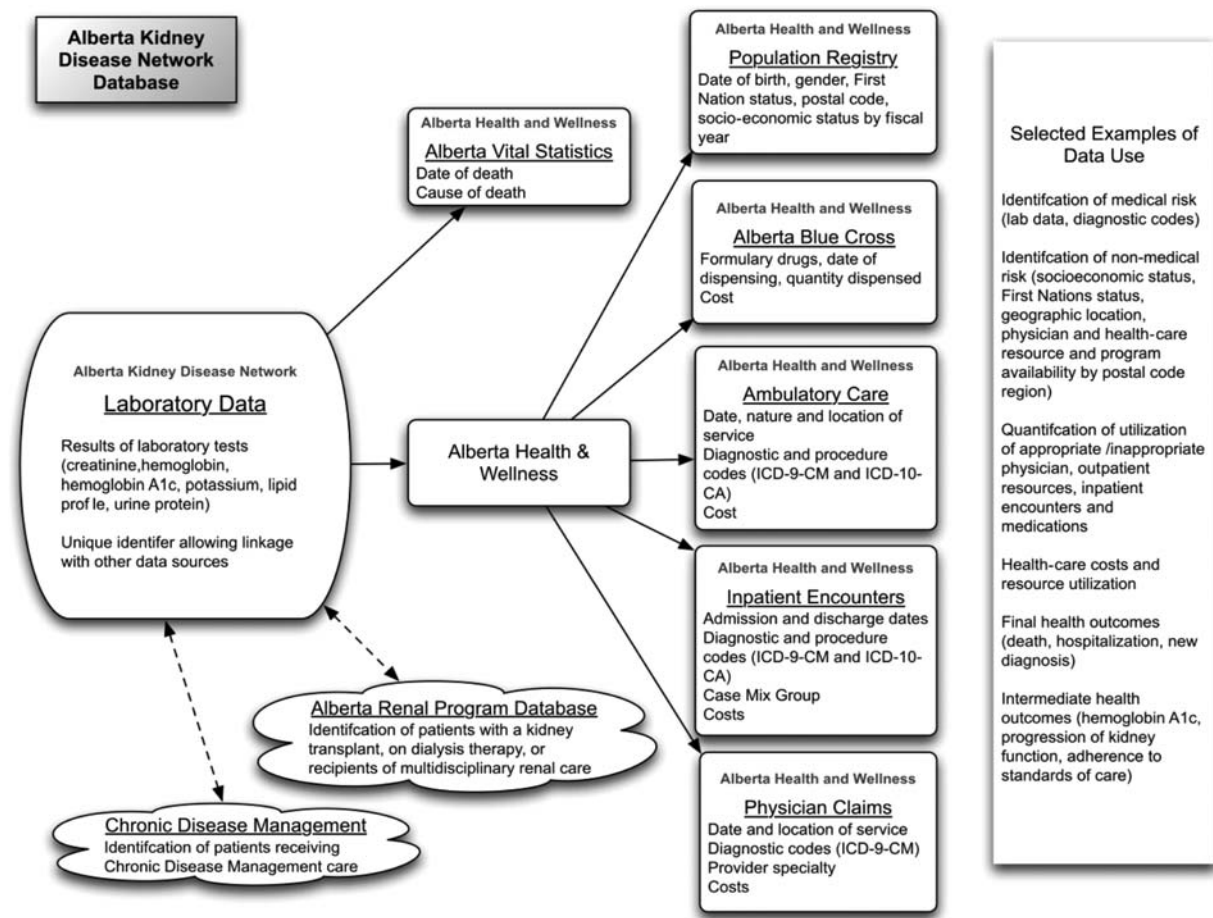 Alberta Kidney
Disease Network
Database
Alberta Health and Wellness
Alberta Vital Statistics
Date of death
Cause of death
Alberta Kidney Disease Network
Laboratory Data
Results of laboratory tests
(creatinine,hemoglobin,
hemoglobin A1c, potassium, lipid
prof le, urine protein)
Unique identifer allowing linkage
with other data sources
Alberta Health &
Wellness
Alberta Renal Program Database
Identifcation of patients with a kidney
transplant, on dialysis therapy, or
recipients of multidisciplinary renal care
Chronic Disease Management
Identifcation of patients receiving
Chronic Disease Management care
Alberta Health and Wellness
Population Registry
Date of birth, gender, First
Nation status, postal code,
socio-economic status by fiscal
year
Alberta Health and Wellness
Alberta Blue Cross
Formulary drugs, date of
dispensing, quantity dispensed
Cost
Alberta Health and Wellness
Ambulatory Care
Date, nature and location of
service
Diagnostic and procedure
codes (ICD-9-CM and ICD-10-
CA)
Cost
Alberta Health and Wellness
Inpatient Encounters
Admission and discharge dates
Diagnostic and procedure
codes (ICD-9-CM and ICD-10-
CA)
Case Mix Group
Costs
Alberta Health and Wellness
Physician Claims
Date and location of service
Diagnostic codes (ICD-9-CM)
Provider specialty
Costs
Selected Examples of
Data Use
Identifcation of medical risk
(lab data, diagnostic codes)
Identifcation of non-medical
risk (socioeconomic status,
First Nations status,
geographic location,
physician and health-care
resource and program
availability by postal code
region)
Quantifcation of utilization
of appropriate /inappropriate
physician, outpatient
resources, inpatient
encounters and
medications
Health-care costs and
resource utilization
Final health outcomes
(death, hospitalization, new
diagnosis)
Intermediate health
outcomes (hemoglobin A1c,
progression of kidney
function, adherence to
standards of care)